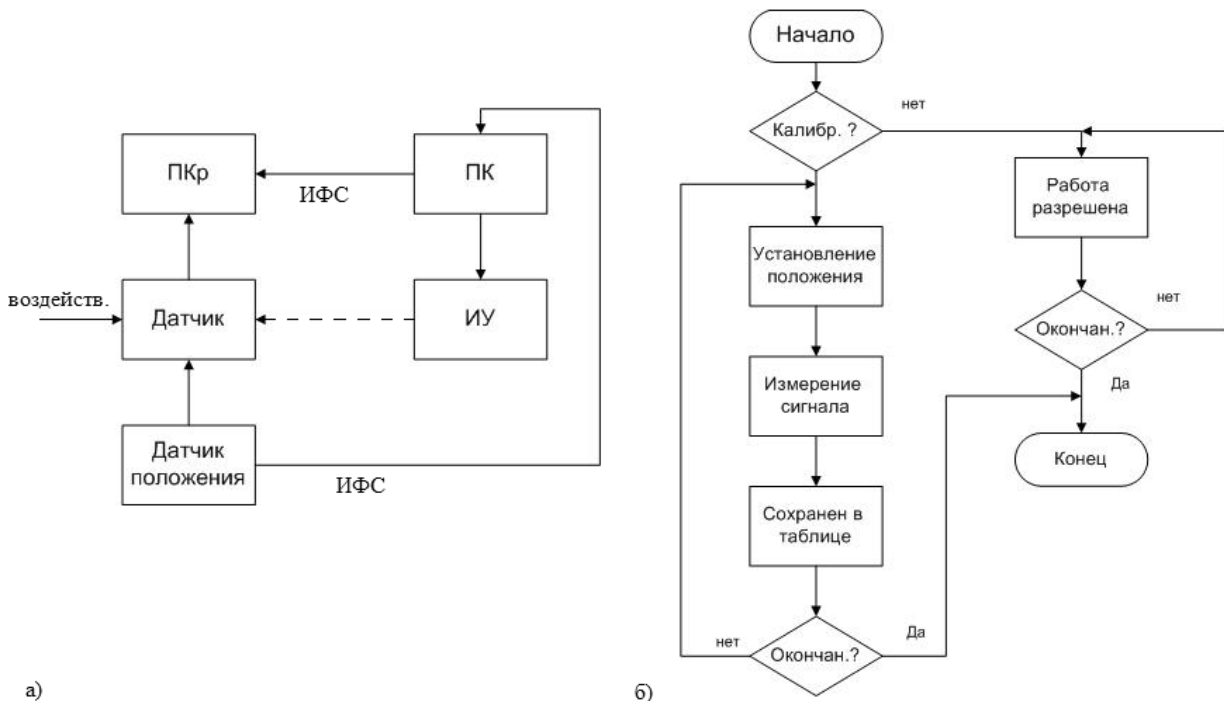 ПКр
ПК
ИФС
воздейств.
Датчик
ИУ
Датчик
положения
ИФС
а)
Начало
Калибр. ?
нет
Установление
положения
Работа
разрешена
Измерение
сигнала
Окончан.?
нет
Да
Сохранен в
таблице
Конец
Окончан.?
нет
Да
б)